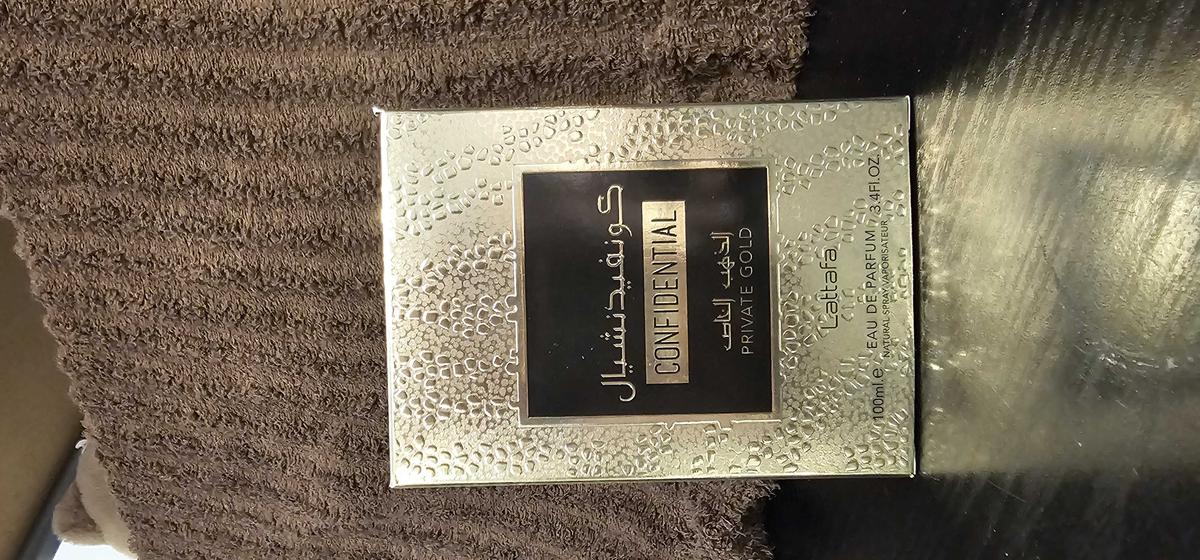 كونفيدنشيال
CONFIDENTIAL
الذهب الخاص
PRIVATE GOLD
Lattafa
100ml e EAU DE PARFUM 3.4Fl.OZ.
NATURAL SPRAY VAPORISATEUR